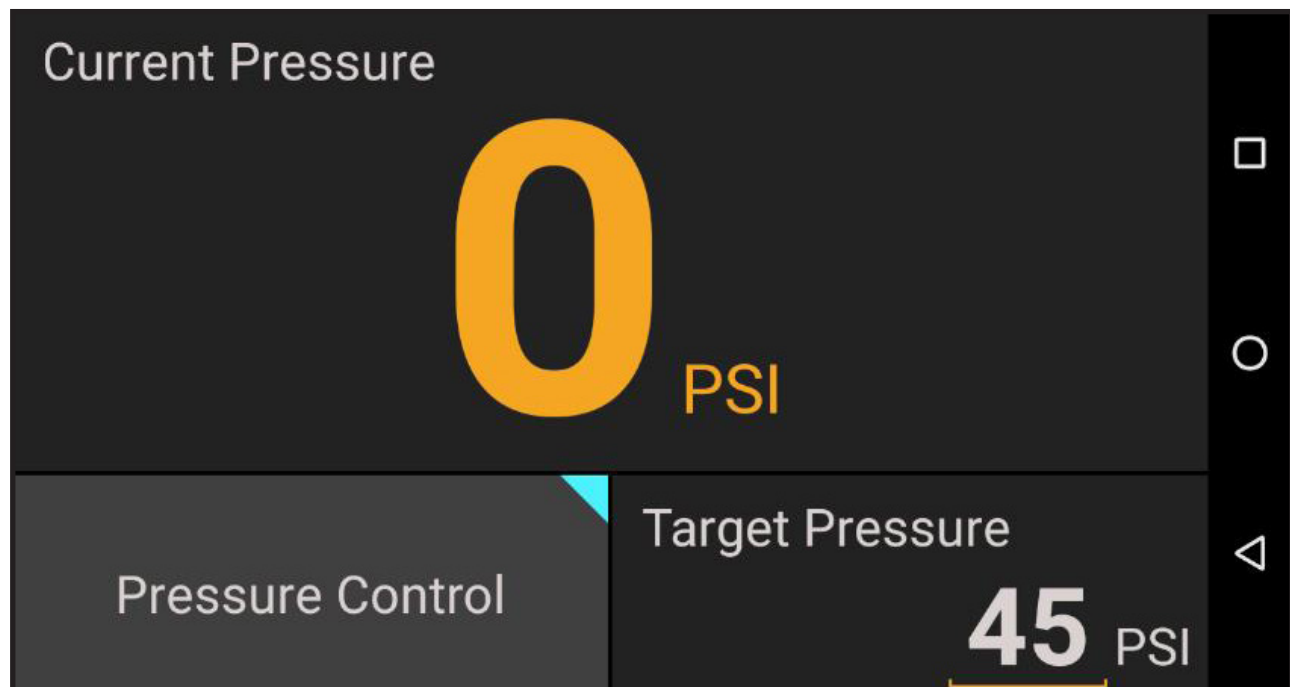 Current Pressure
0 PSI
Pressure Control
Target Pressure
45 PSI